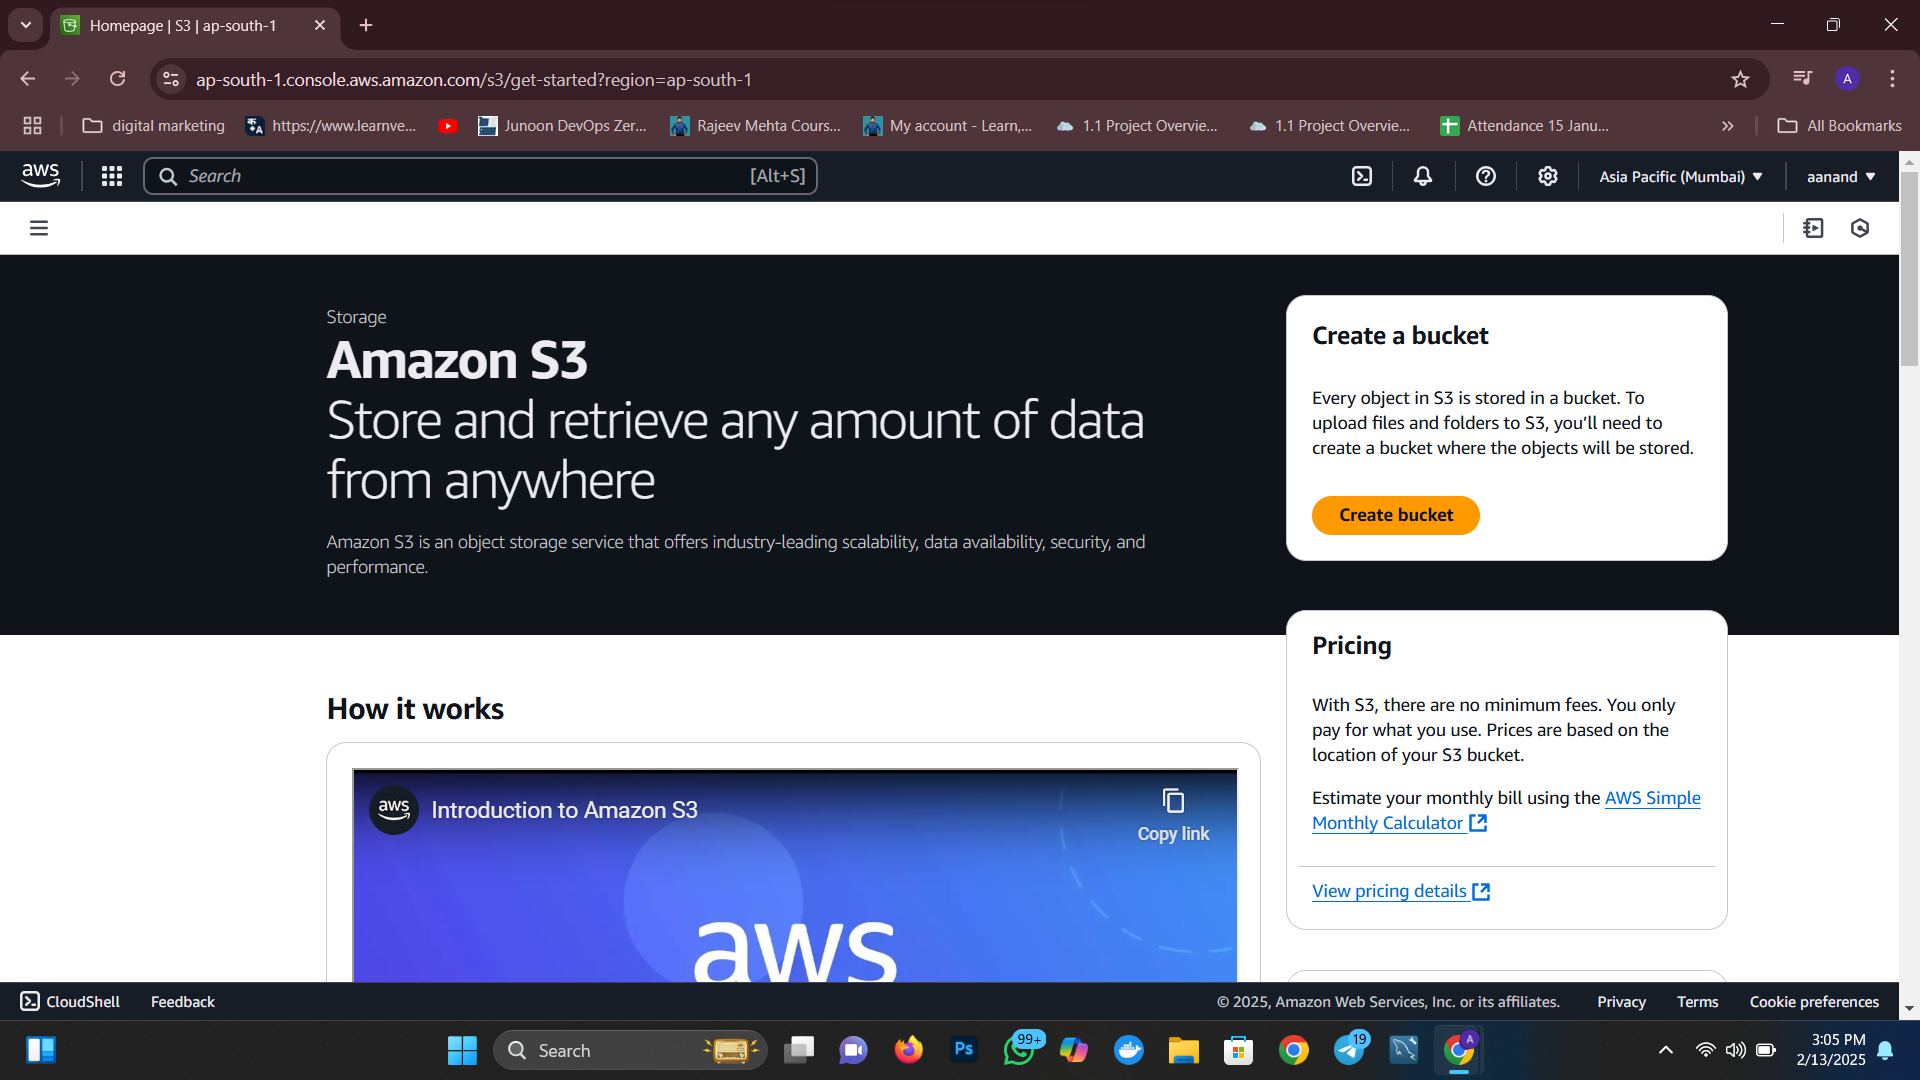 Homepage | S3 | ap-south-1
ap-south-1.console.aws.amazon.com/s3/get-started?region=ap-south-1
A
digital marketing
https://www.learnve...
Junoon DevOps Zer...
Rajeev Mehta Cours...
My account - Learn,...
1.1 Project Overvie...
1.1 Project Overvie...
Attendance 15 Janu...
All Bookmarks
aws
Search
[Alt+S]
Asia Pacific (Mumbai)
aanand
Storage
Amazon S3
Store and retrieve any amount of data
from anywhere
Amazon S3 is an object storage service that offers industry-leading scalability, data availability, security, and
performance.
Create a bucket
Every object in S3 is stored in a bucket. To
upload files and folders to S3, you'll need to
create a bucket where the objects will be stored.
Create bucket
Pricing
With S3, there are no minimum fees. You only
pay for what you use. Prices are based on the
location of your S3 bucket.
Estimate your monthly bill using the AWS Simple
Monthly Calculator
View pricing details
How it works
aws
Introduction to Amazon S3
Copy link
aws
CloudShell
Feedback
© 2025, Amazon Web Services, Inc. or its affiliates.
Privacy
Terms
Cookie preferences
Search
Ps
99+
19
A
3:05 PM
2/13/2025